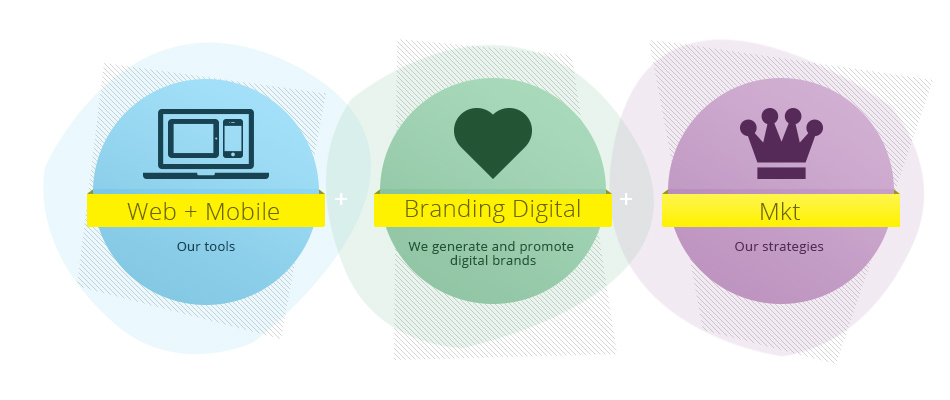 Web + Mobile
Our tools
+
Branding Digital
We generate and promote
digital brands
+
Mkt
Our strategies